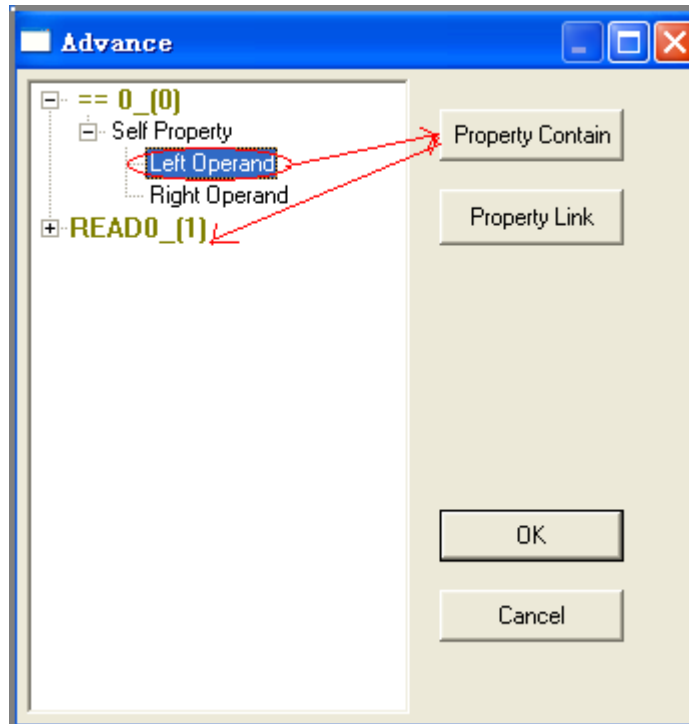 Advance
== 0_(0)
Self Property
Left Operand
Right Operand
READ0_(1)
Property Contain
Property Link
OK
Cancel